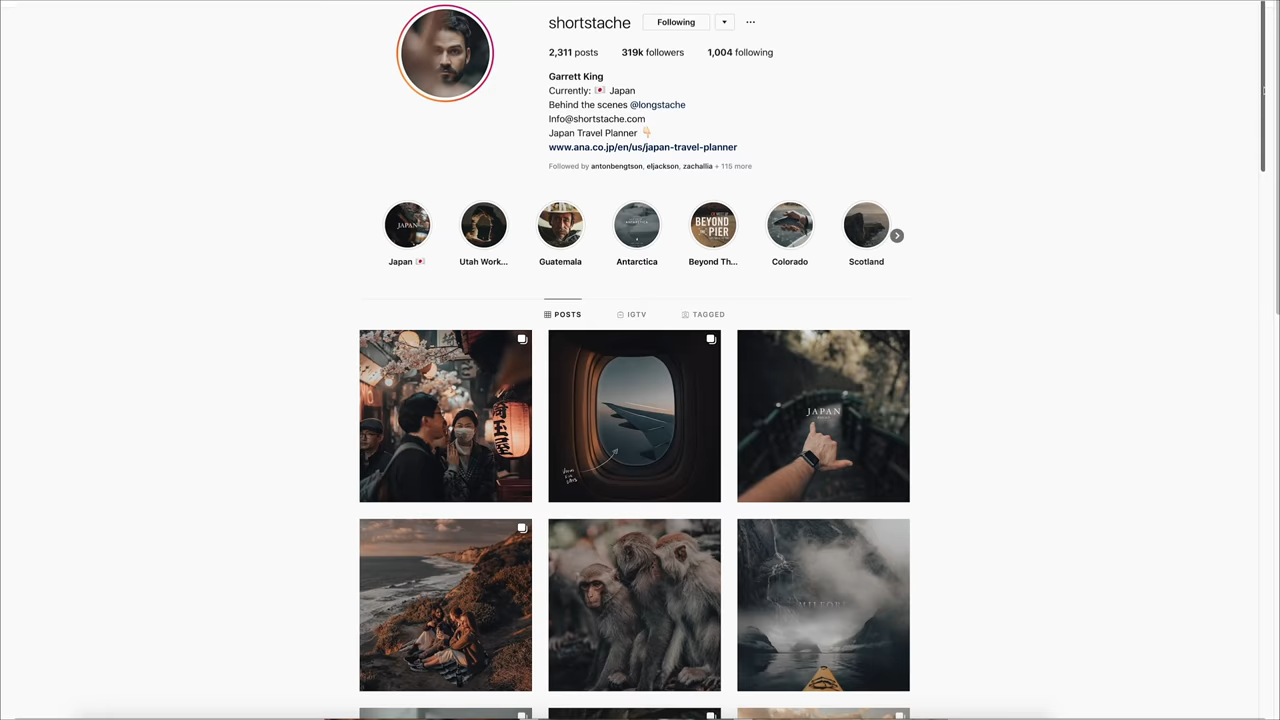 shortstache Following
2,311 posts 319k followers 1,004 following
Garrett King
Currently: 🇯🇵 Japan
Behind the scenes @longstache
Info@shortstache.com
Japan Travel Planner 👇🏻
www.ana.co.jp/en/us/japan-travel-planner
Followed by antonbengtson, eljackson, zachallia + 115 more
JAPAN
BEYOND
PIER
Japan 🇯🇵 Utah Work... Guatemala Antarctica Beyond Th... Colorado Scotland
POSTS IGTV TAGGED
JAPAN